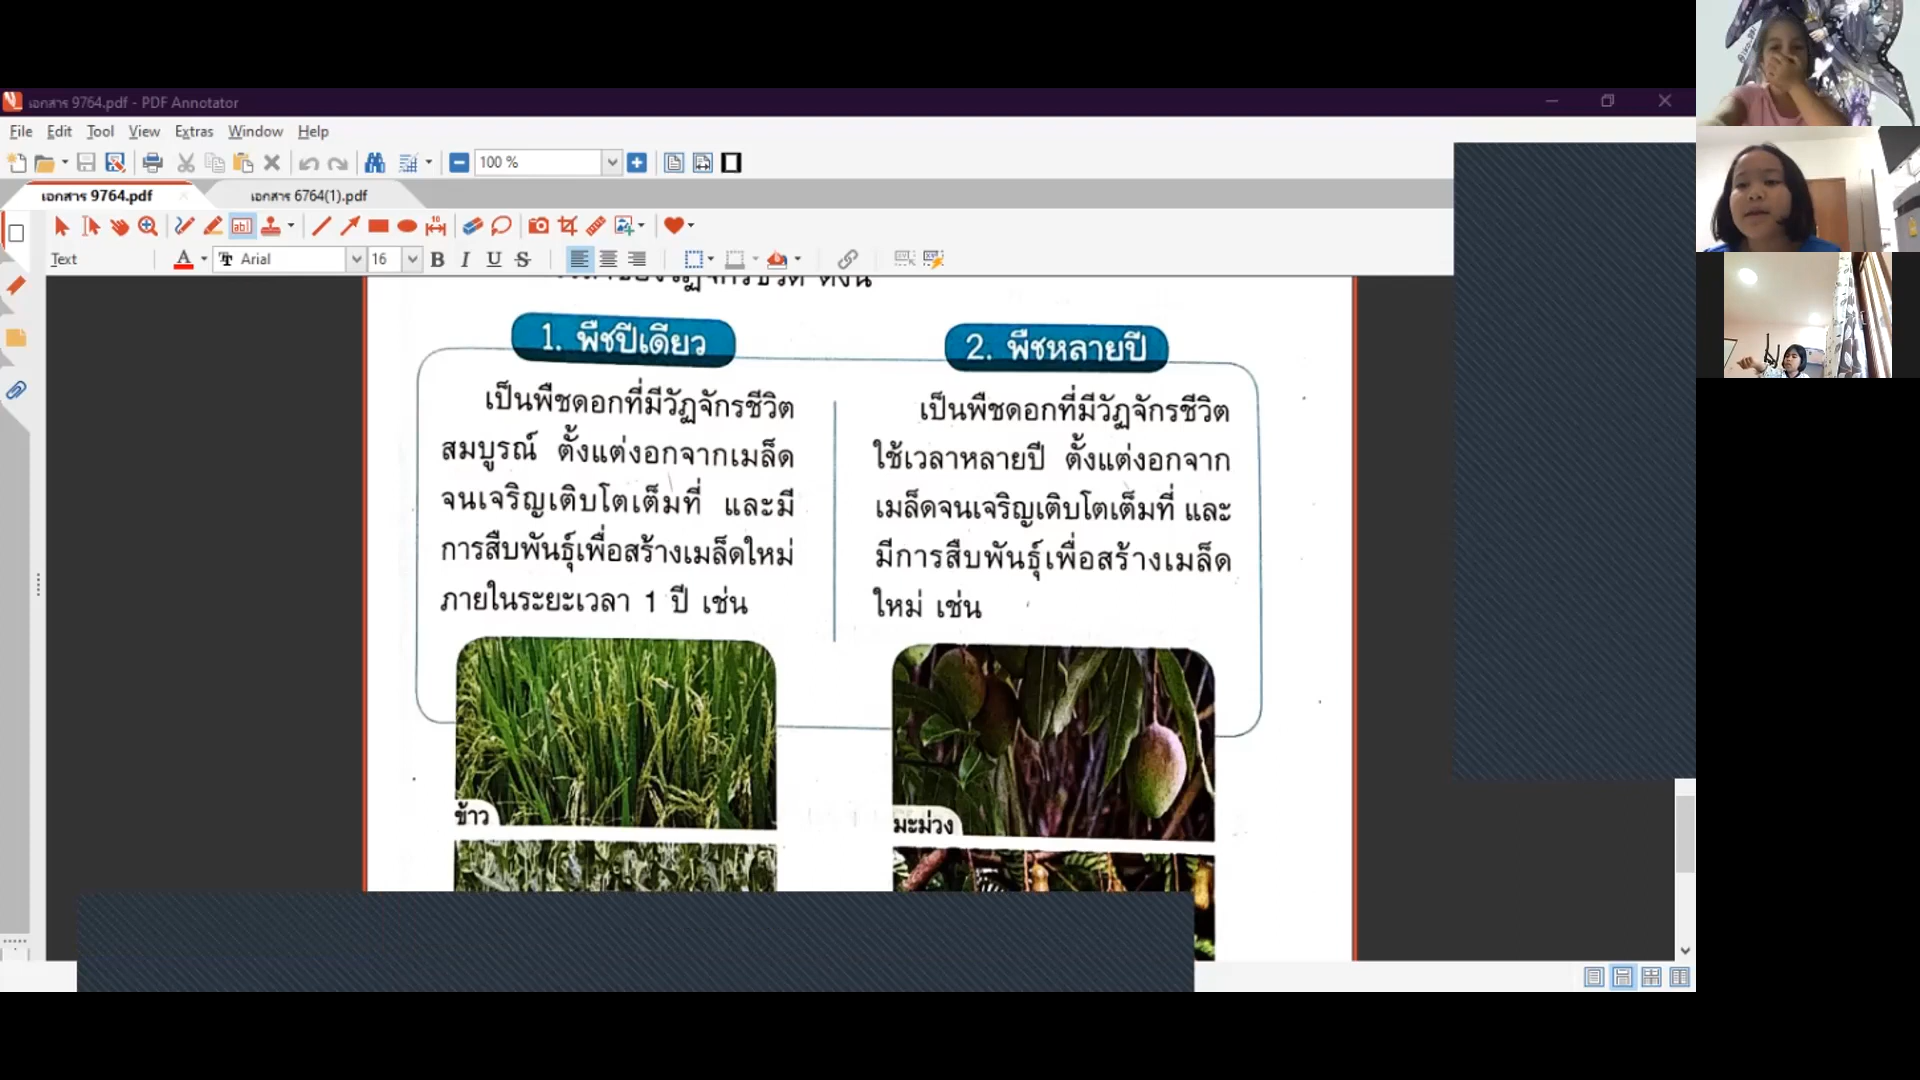 เอกสาร 9764.pdf - PDF Annotator
File Edit Tool View Extras Window Help
100 %
เอกสาร 9764.pdf
เอกสาร 6764(1).pdf
Text
A
Arial
16
B I U S
1. พืชปีเดียว
เป็นพืชดอกที่มีวัฏจักรชีวิต
สมบูรณ์ ตั้งแต่งอกจากเมล็ด
จนเจริญเติบโตเต็มที่ และมี
การสืบพันธุ์เพื่อสร้างเมล็ดใหม่
ภายในระยะเวลา 1 ปี เช่น
ข้าว
2. พืชหลายปี
เป็นพืชดอกที่มีวัฏจักรชีวิต
ใช้เวลาหลายปี ตั้งแต่งอกจาก
เมล็ดจนเจริญเติบโตเต็มที่ และ
มีการสืบพันธุ์เพื่อสร้างเมล็ด
ใหม่ เช่น
มะม่วง